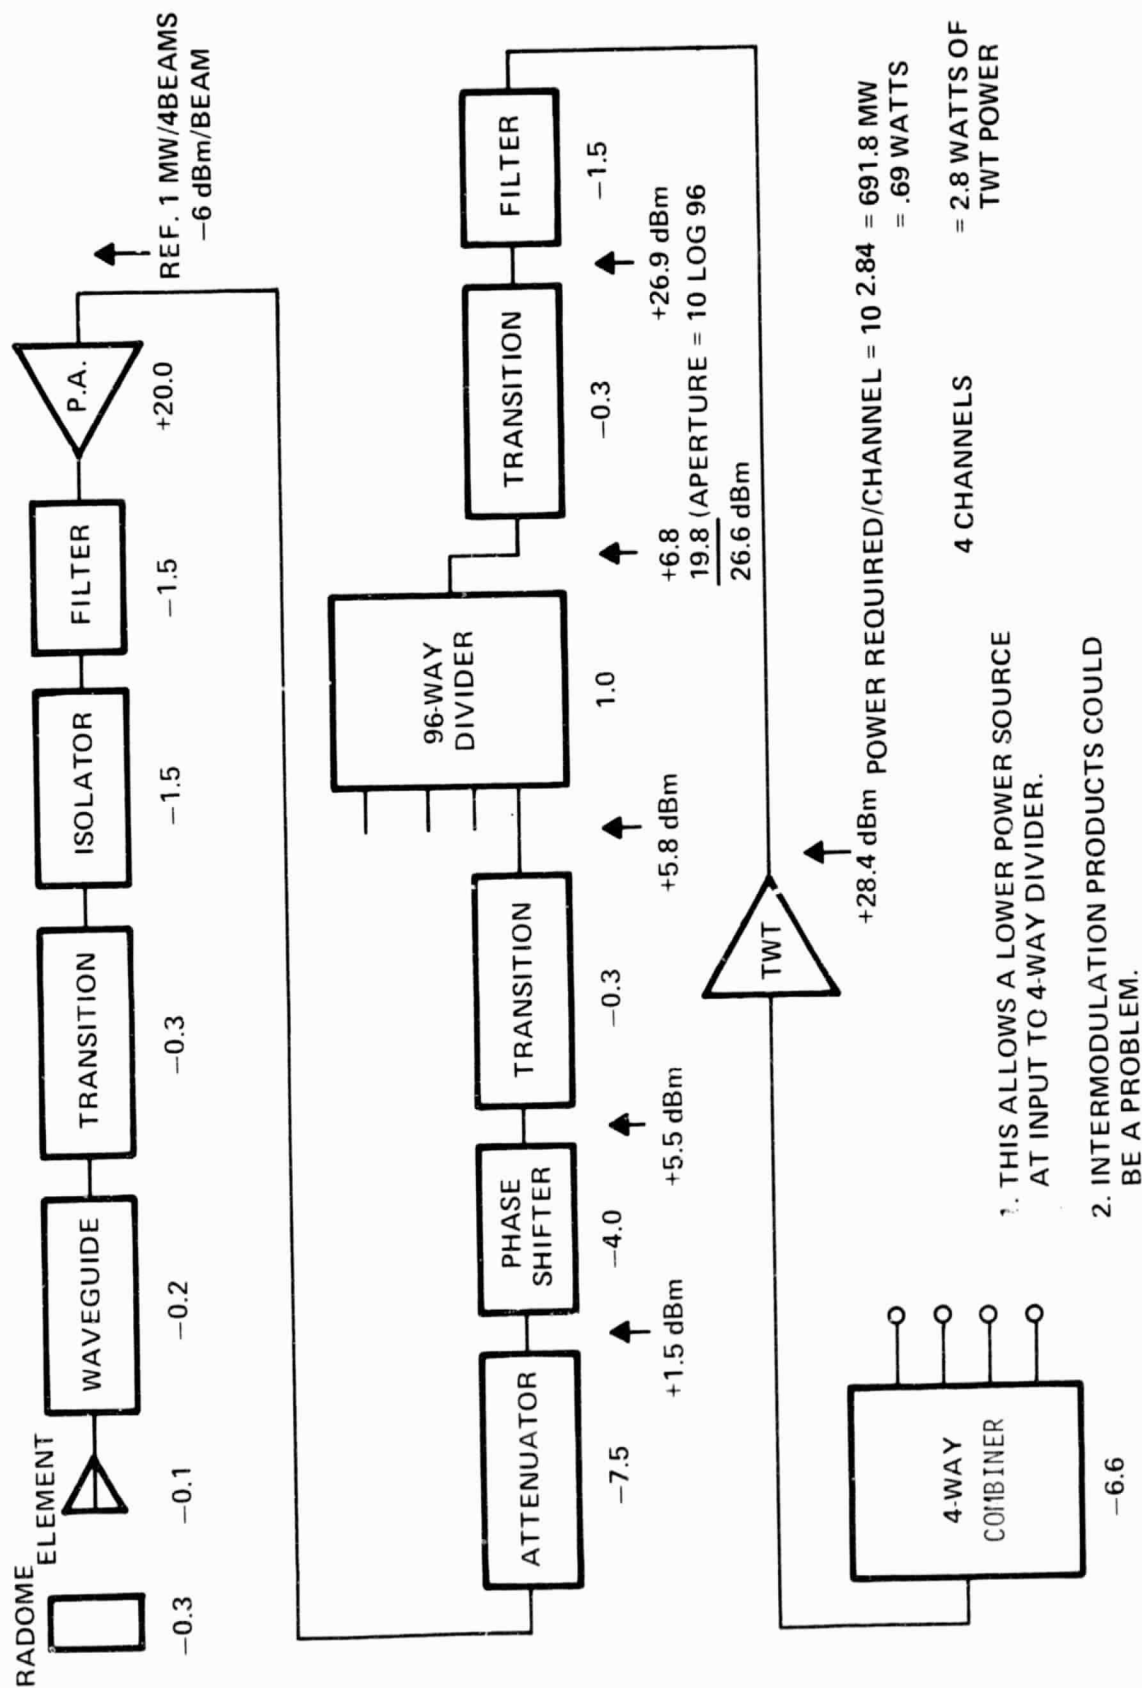 RADOME
ELEMENT
WAVEGUIDE
TRANSITION
ISOLATOR
FILTER
P.A.
−0.3
−0.1
−0.2
−0.3
−1.5
−1.5
+20.0
REF. 1 MW/4BEAMS
−6 dBm/BEAM
ATTENUATOR
PHASE
SHIFTER
TRANSITION
96-WAY
DIVIDER
TRANSITION
FILTER
−7.5
−4.0
−0.3
1.0
−0.3
−1.5
+1.5 dBm
+5.5 dBm
+5.8 dBm
+6.8
19.8 (APERTURE = 10 LOG 96
26.6 dBm
+26.9 dBm
TWT
+28.4 dBm POWER REQUIRED/CHANNEL = 10 2.84 = 691.8 MW
= .69 WATTS
4 CHANNELS
= 2.8 WATTS OF
TWT POWER
4-WAY
COMBINER
−6.6
1. THIS ALLOWS A LOWER POWER SOURCE
AT INPUT TO 4-WAY DIVIDER.
2. INTERMODULATION PRODUCTS COULD
BE A PROBLEM.